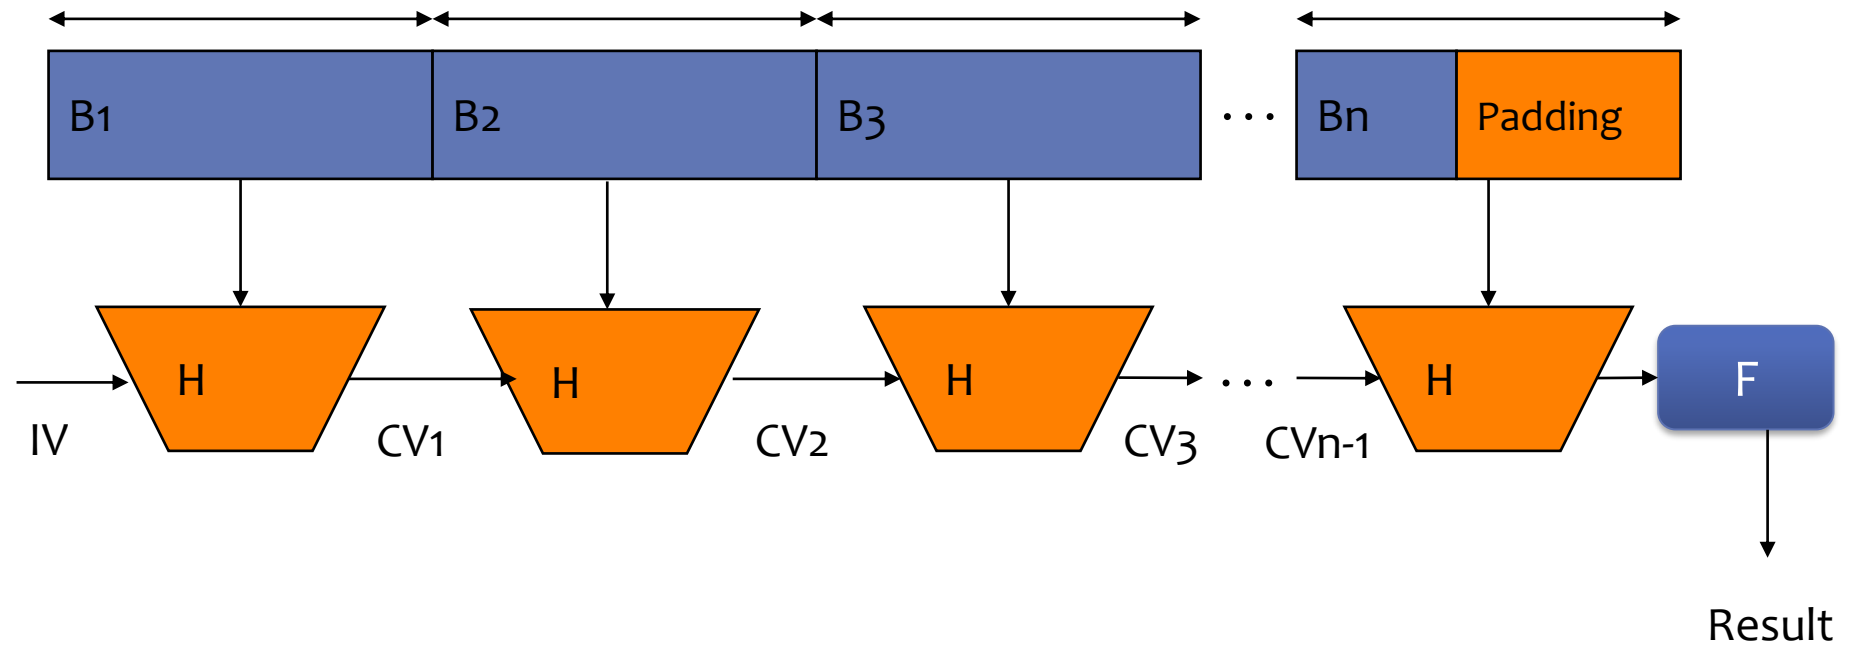 B1
B2
B3
...
Bn
Padding
H
H
H
...
H
F
IV
CV1
CV2
CV3
CVn-1
Result